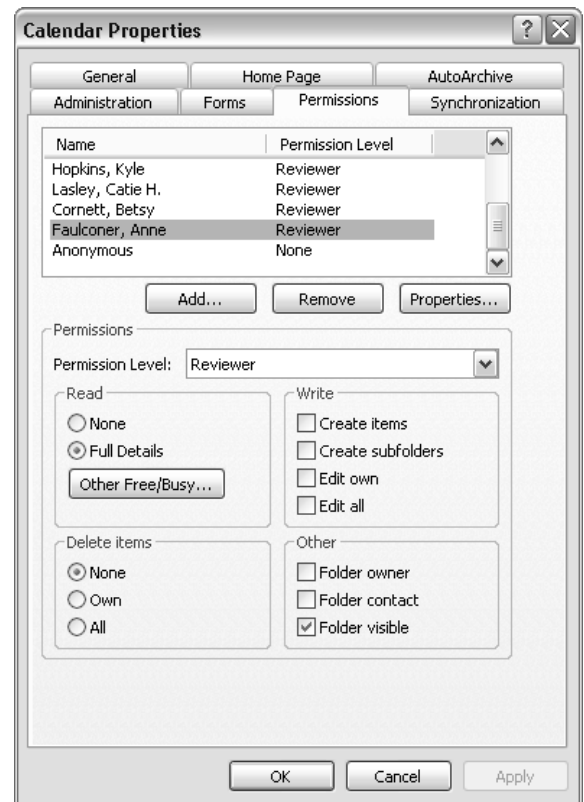 Calendar Properties
General Home Page AutoArchive
Administration Forms Permissions Synchronization
Name Permission Level
Hopkins, Kyle Reviewer
Lasley, Catie H. Reviewer
Cornett, Betsy Reviewer
Faulconer, Anne Reviewer
Anonymous None
Add... Remove Properties...
Permissions
Permission Level: Reviewer
Read
None
Full Details
Other Free/Busy...
Write
Create items
Create subfolders
Edit own
Edit all
Delete items
None
Own
All
Other
Folder owner
Folder contact
Folder visible
OK Cancel Apply